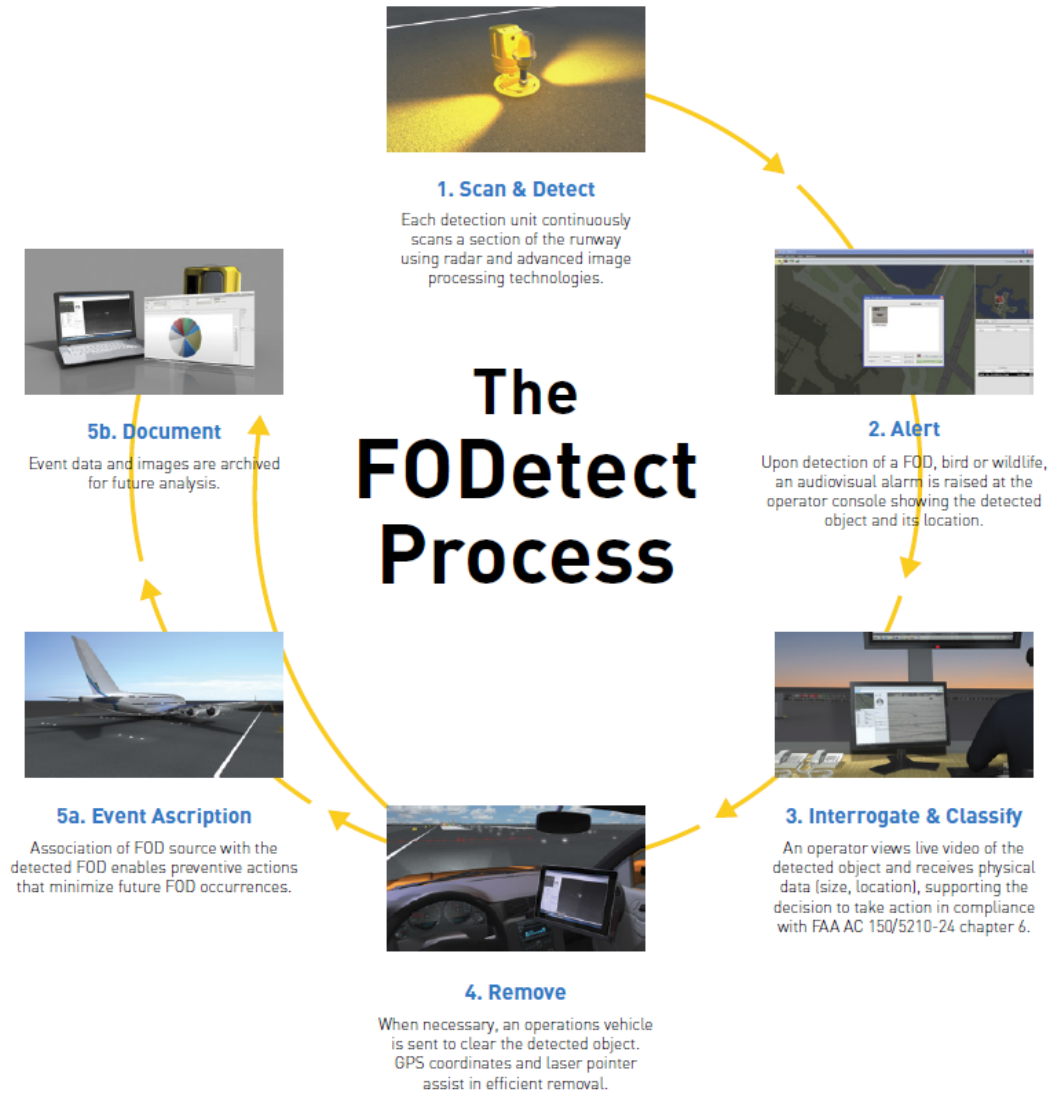 1. Scan & Detect
Each detection unit continuously
scans a section of the runway
using radar and advanced image
processing technologies.
The
FODetect
Process
2. Alert
Upon detection of a FOD, bird or wildlife,
an audiovisual alarm is raised at the
operator console showing the detected
object and its location.
3. Interrogate & Classify
An operator views live video of the
detected object and receives physical
data (size, location), supporting the
decision to take action in compliance
with FAA AC 150/5210-24 chapter 6.
4. Remove
When necessary, an operations vehicle
is sent to clear the detected object.
GPS coordinates and laser pointer
assist in efficient removal.
5a. Event Ascription
Association of FOD source with the
detected FOD enables preventive actions
that minimize future FOD occurrences.
5b. Document
Event data and images are archived
for future analysis.